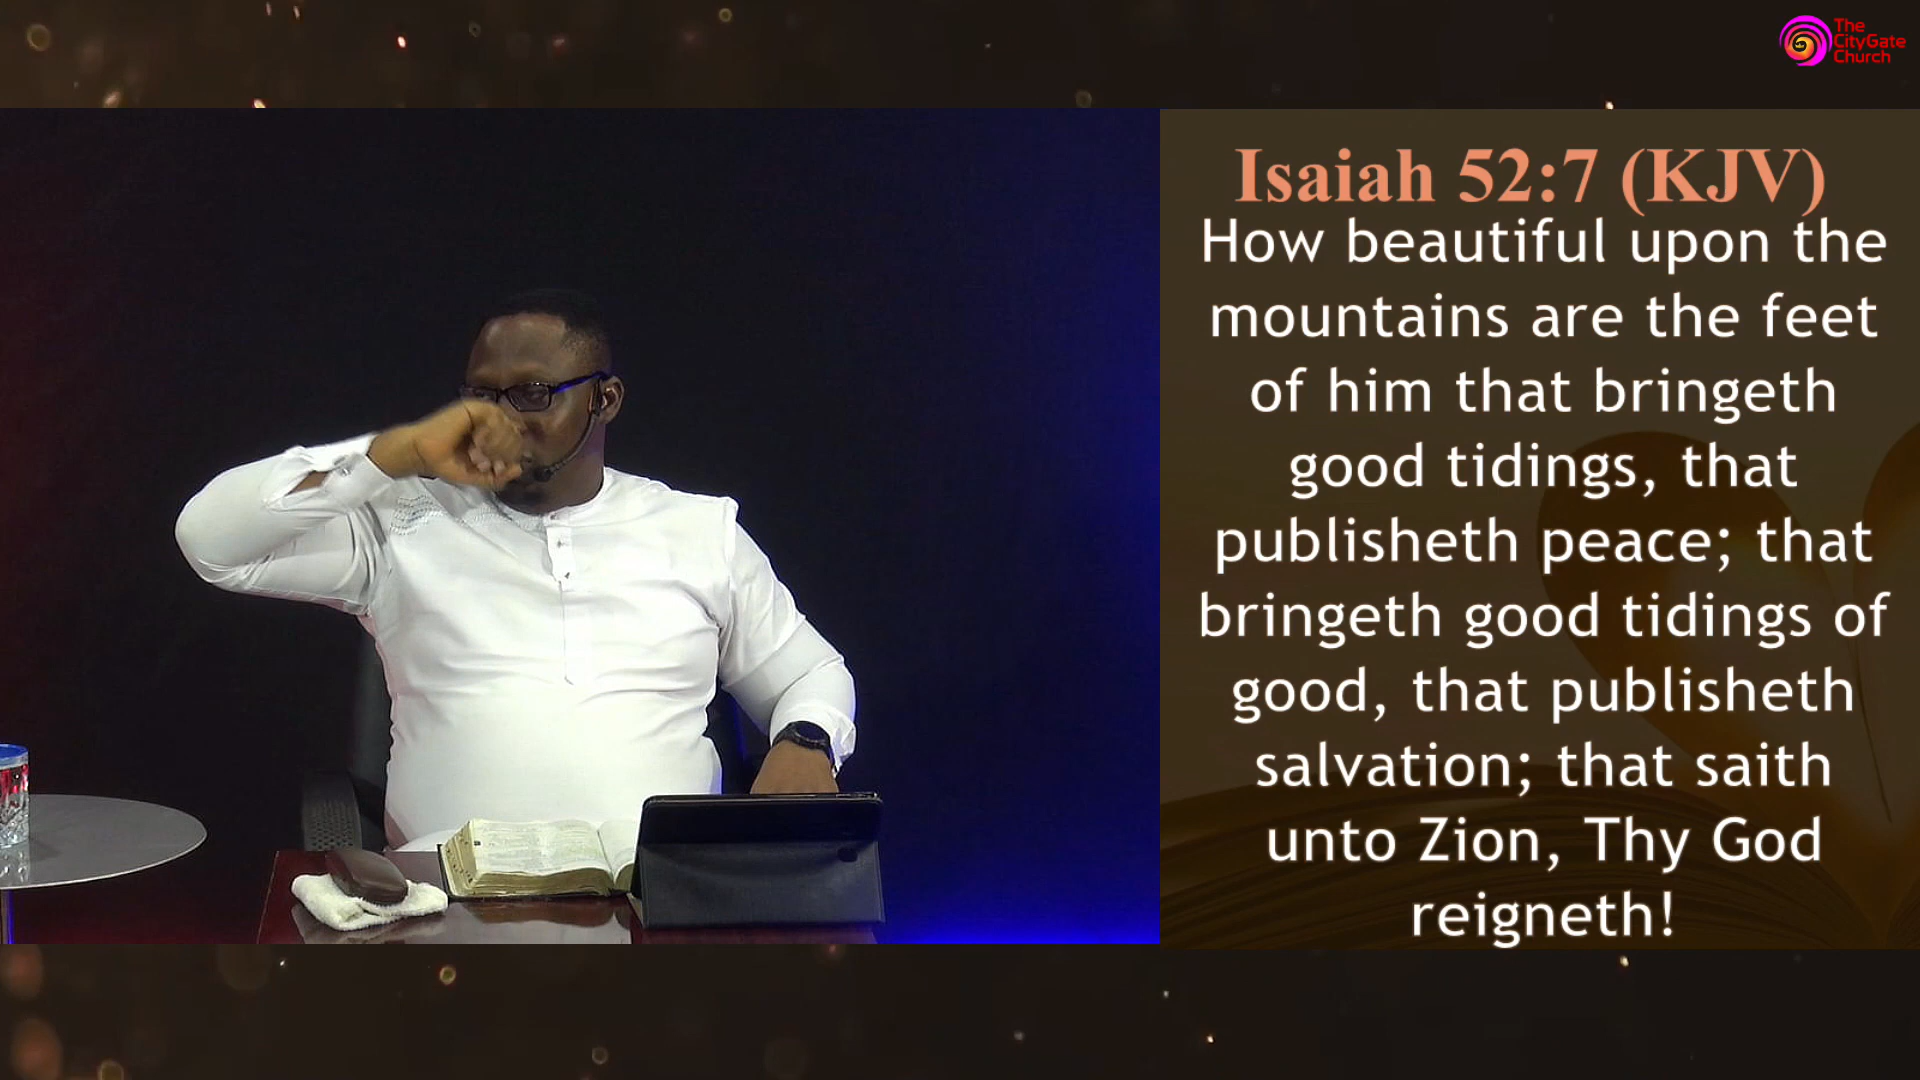 The
CityGate
Church
Isaiah 52:7 (KJV)
How beautiful upon the
mountains are the feet
of him that bringeth
good tidings, that
publisheth peace; that
bringeth good tidings of
good, that publisheth
salvation; that saith
unto Zion, Thy God
reigneth!